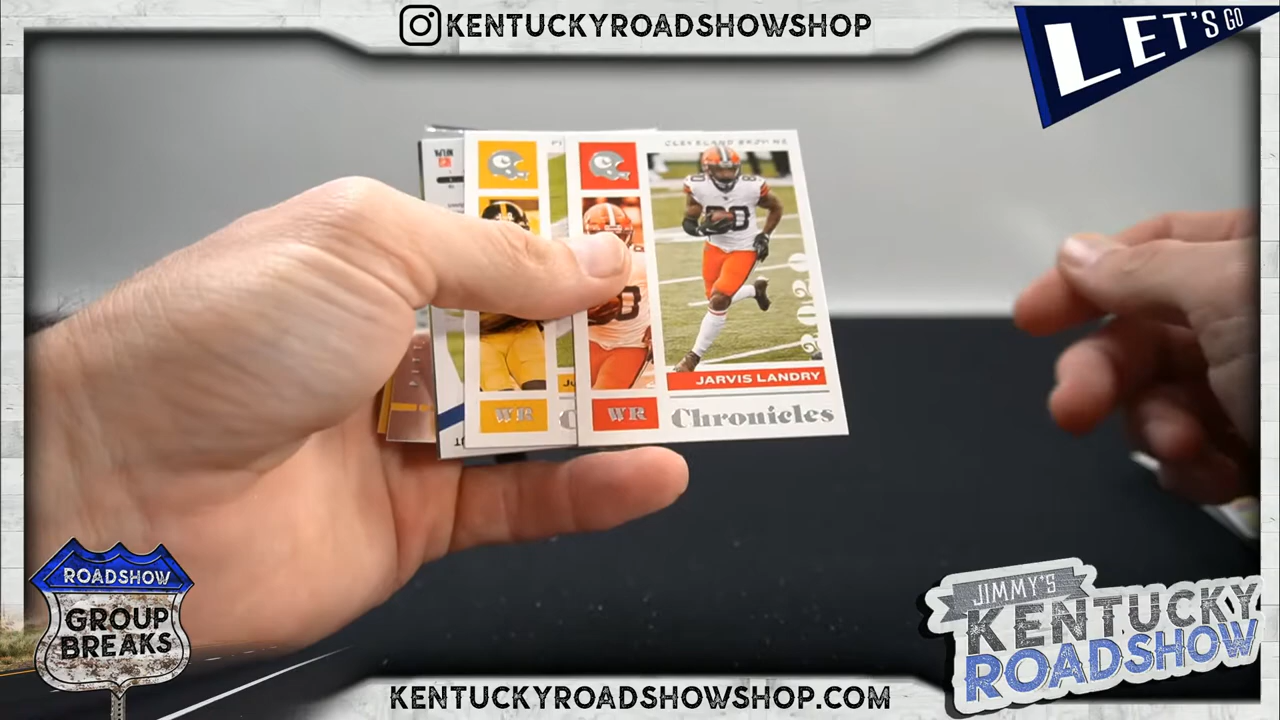 KENTUCKYROADSHOWSHOP
LET'S GO
CLEVELAND BROWNS
80
2020
JARVIS LANDRY
WR
WR
Chronicles
ROADSHOW
GROUP
BREAKS
JIMMY'S
KENTUCKY
ROADSHOW
KENTUCKYROADSHOWSHOP.COM